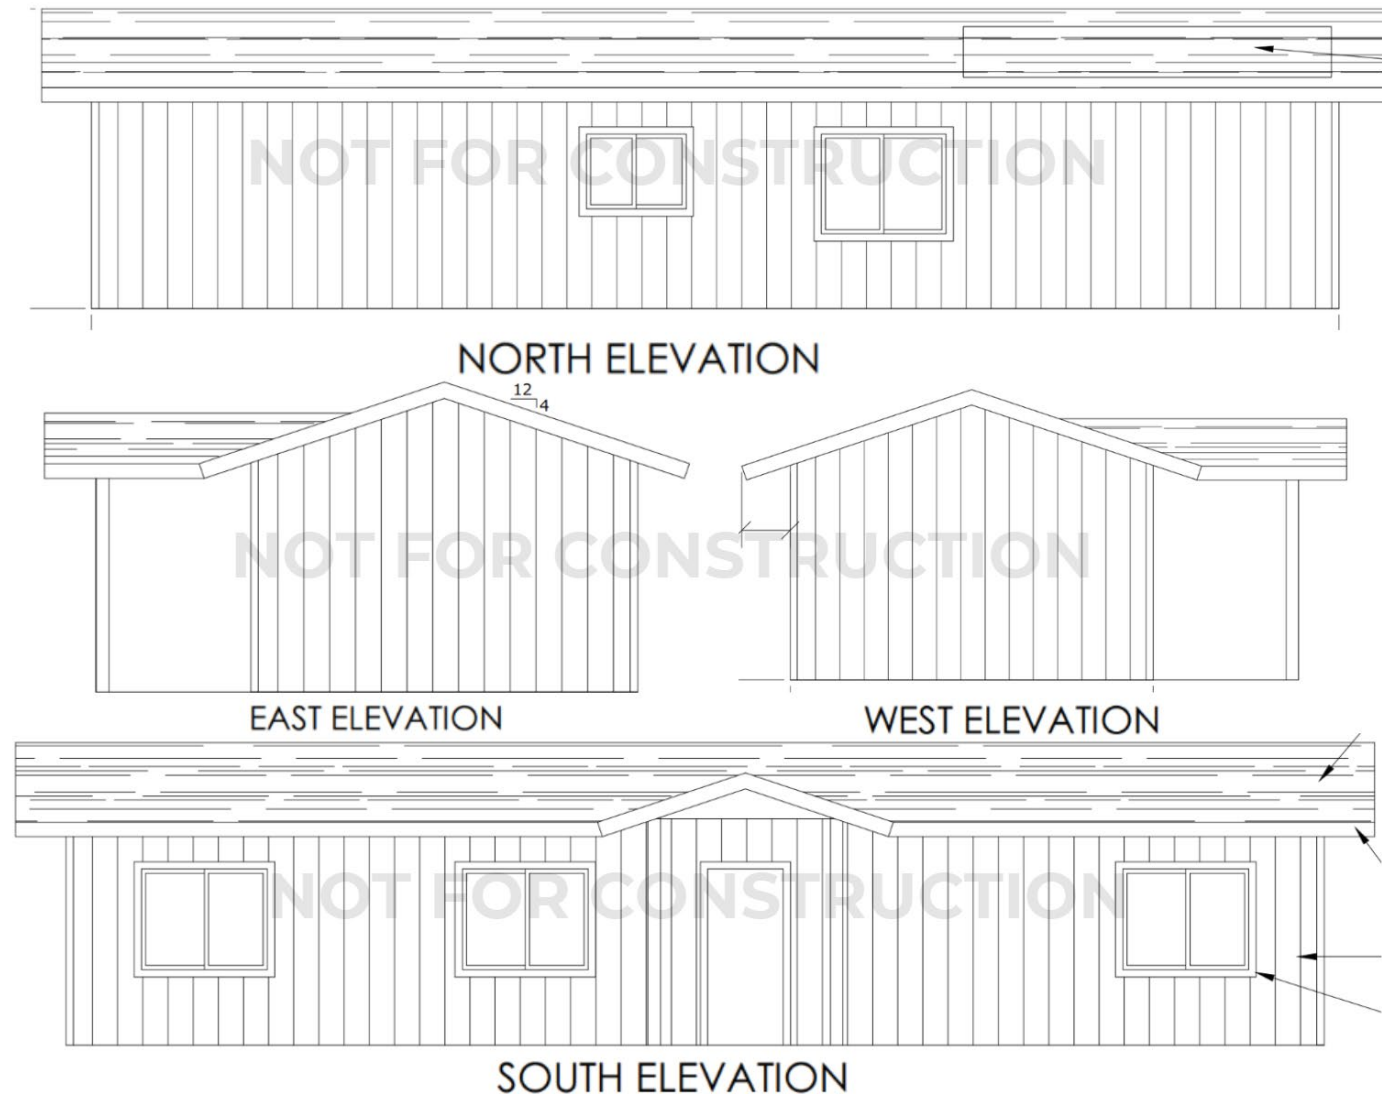 NOT FOR CONSTRUCTION
NORTH ELEVATION
12
4
NOT FOR CONSTRUCTION
EAST ELEVATION
WEST ELEVATION
NOT FOR CONSTRUCTION
SOUTH ELEVATION